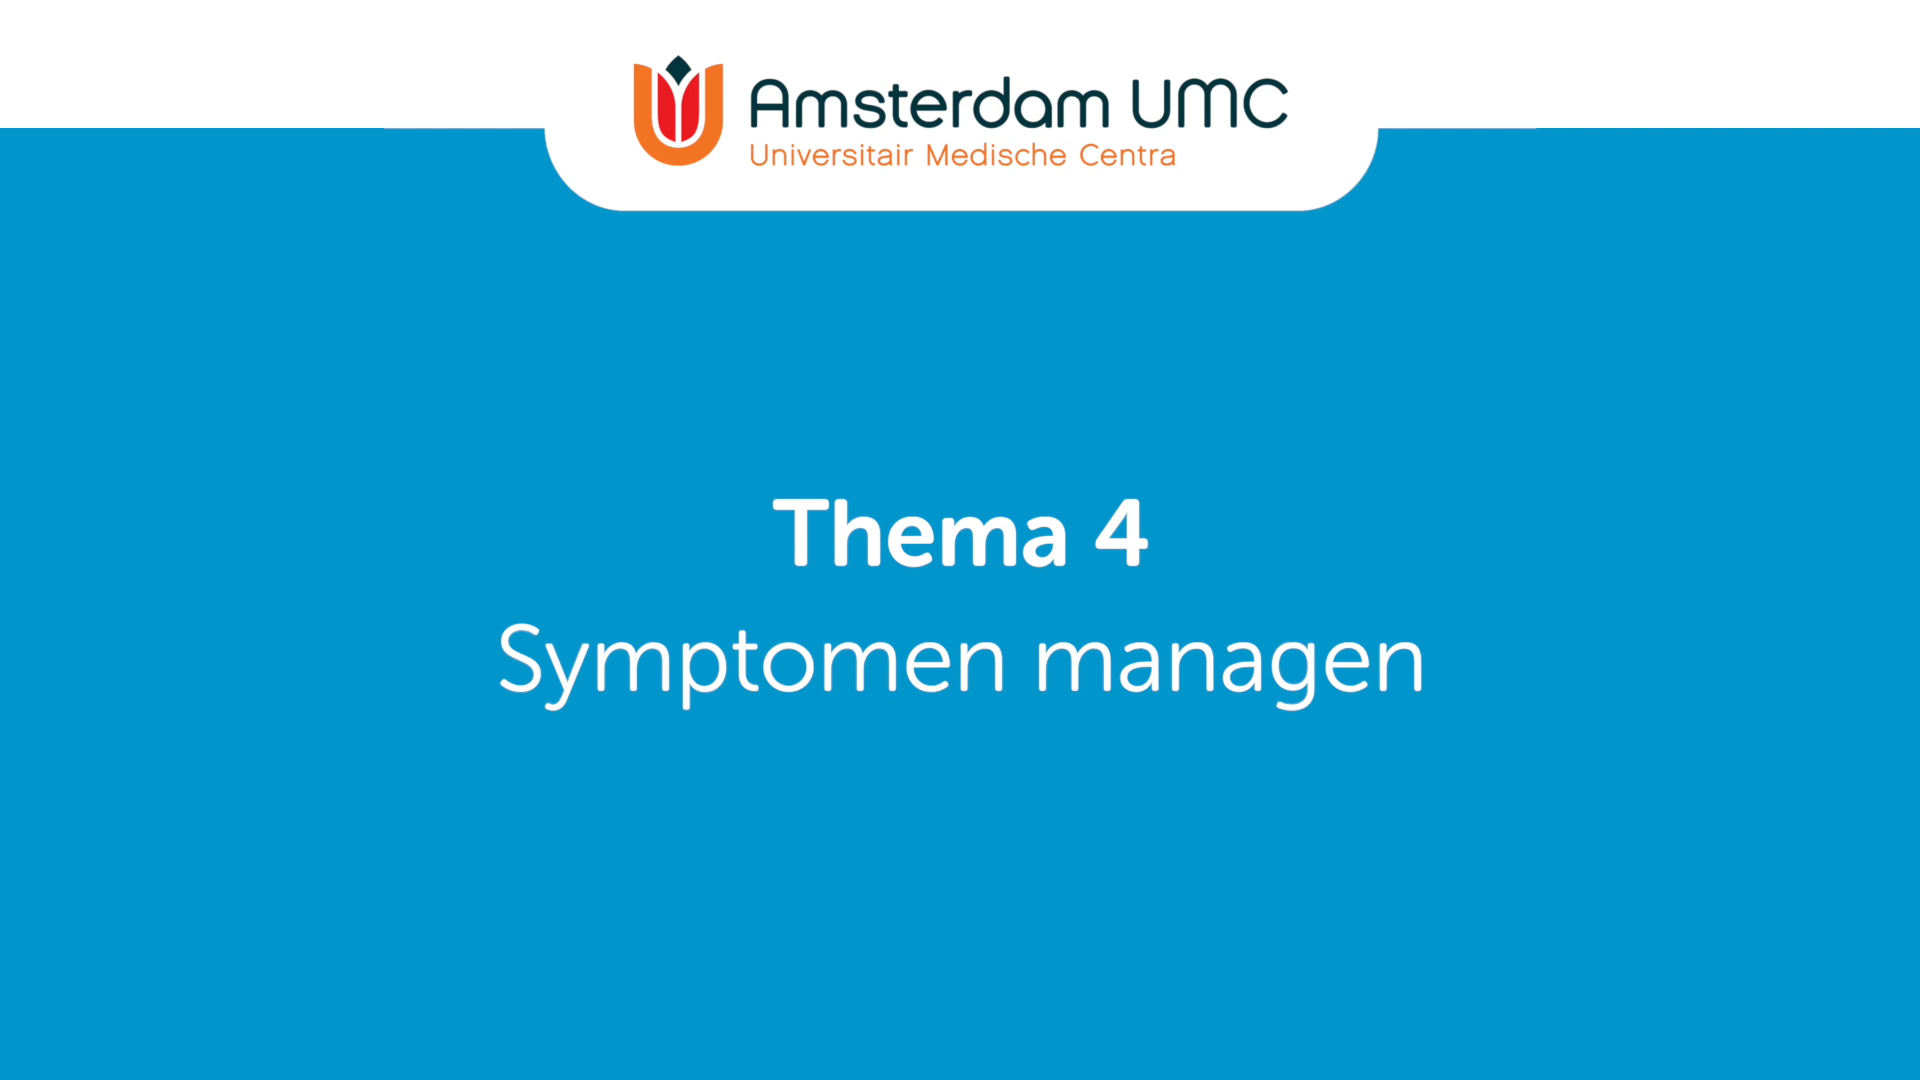 Amsterdam UMC
Universitair Medische Centra
Thema 4
Symptomen managen